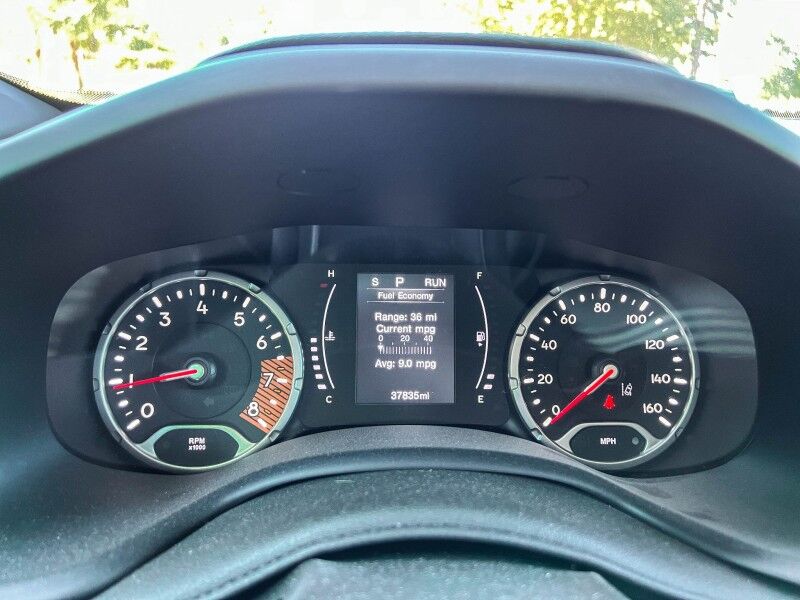 S P RUN
Fuel Economy
Range: 36 mi
Current mpg
0 20 40
Avg: 9.0 mpg
37835mi
H
C
F
E
0
1
2
3
4
5
6
7
8
RPM
x1000
0
20
40
60
80
100
120
140
160
MPH